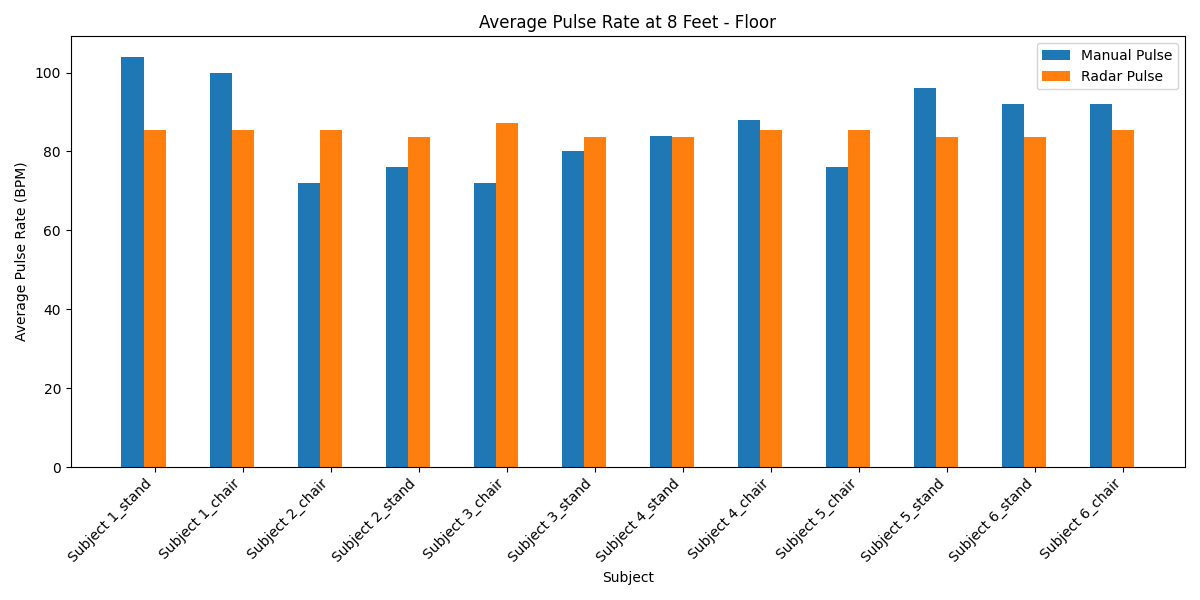 Average Pulse Rate at 8 Feet - Floor
Manual Pulse
Radar Pulse
Average Pulse Rate (BPM)
100
80
60
40
20
0
Subject 1_stand
Subject 1_chair
Subject 2_chair
Subject 2_stand
Subject 3_chair
Subject 3_stand
Subject 4_stand
Subject 4_chair
Subject 5_chair
Subject 5_stand
Subject 6_stand
Subject 6_chair
Subject